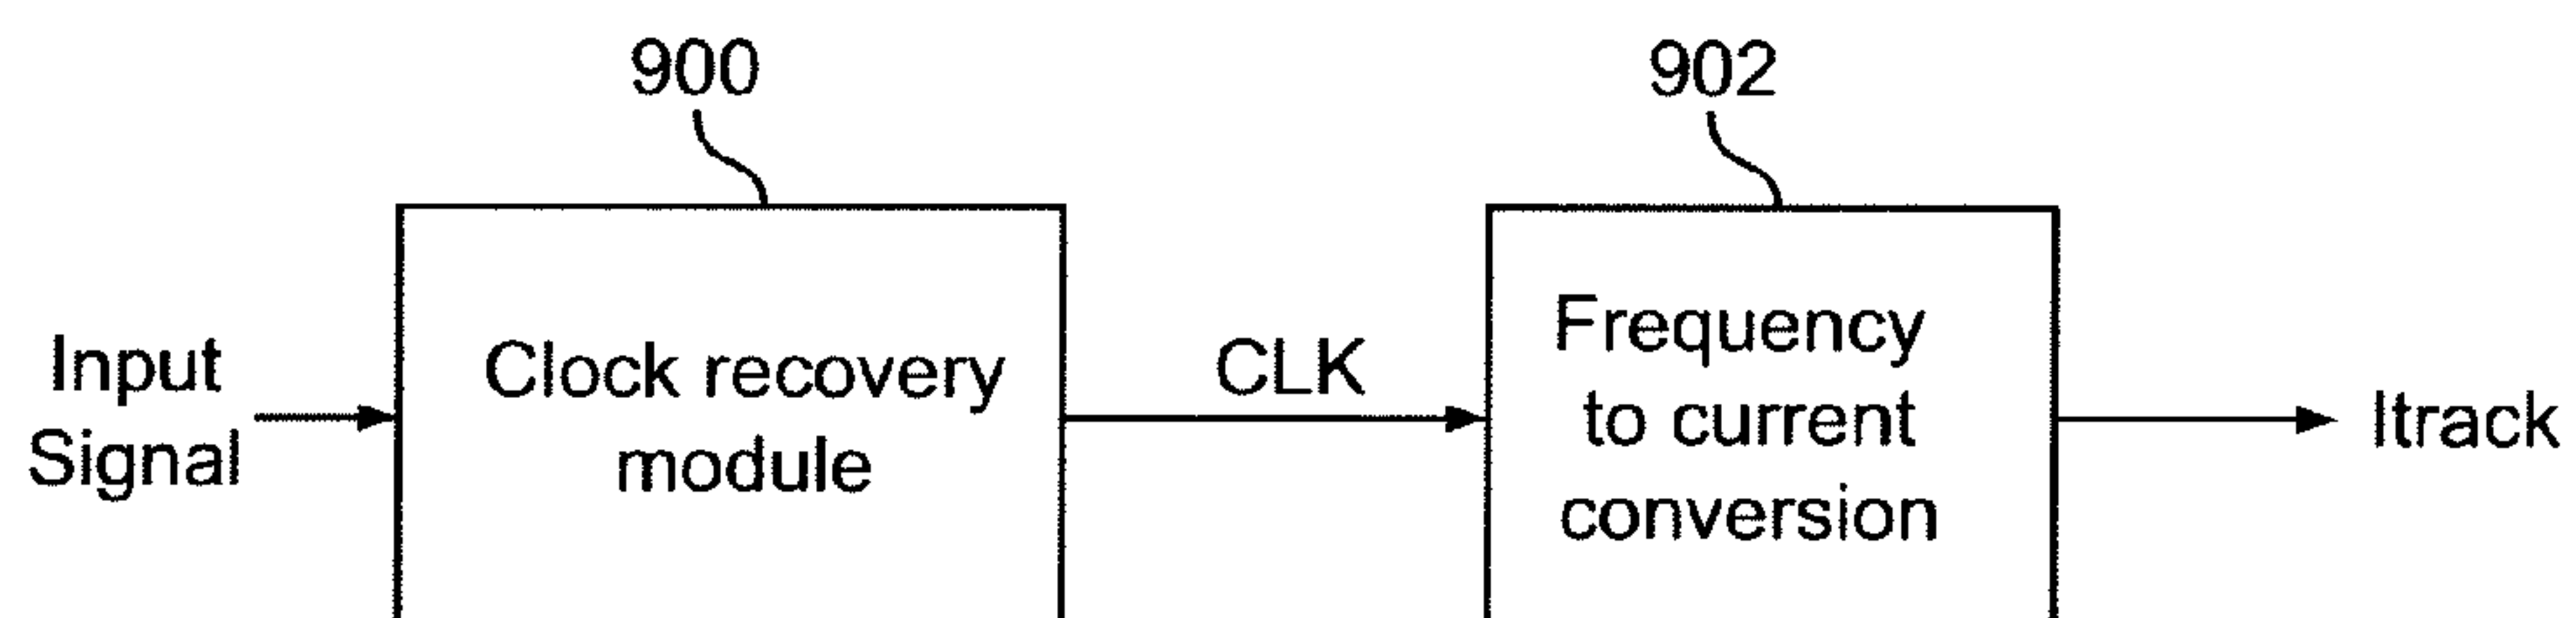 900
902
Input
Signal
Clock recovery
module
CLK
Frequency
to current
conversion
Itrack